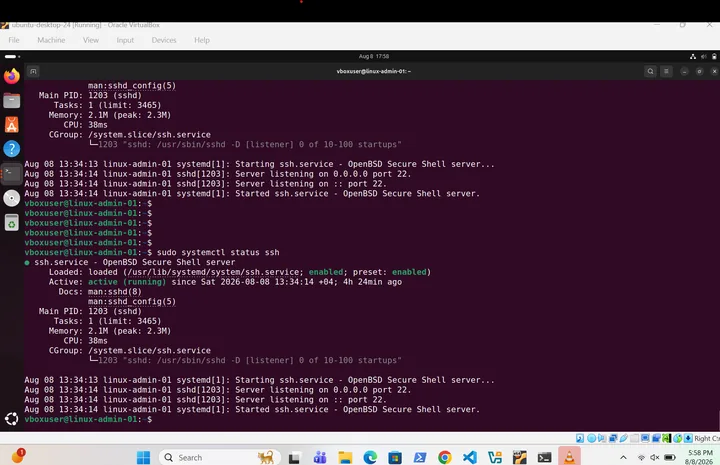 ubuntu-desktop-24 [Running] - Oracle VirtualBox
File Machine View Input Devices Help
Aug 8 17:58
vboxuser@linux-admin-01: ~
man:sshd_config(5)
Main PID: 1203 (sshd)
Tasks: 1 (limit: 3465)
Memory: 2.1M (peak: 2.3M)
CPU: 38ms
CGroup: /system.slice/ssh.service
└─1203 "sshd: /usr/sbin/sshd -D [listener] 0 of 10-100 startups"
Aug 08 13:34:13 linux-admin-01 systemd[1]: Starting ssh.service - OpenBSD Secure Shell server...
Aug 08 13:34:14 linux-admin-01 sshd[1203]: Server listening on 0.0.0.0 port 22.
Aug 08 13:34:14 linux-admin-01 sshd[1203]: Server listening on :: port 22.
Aug 08 13:34:14 linux-admin-01 systemd[1]: Started ssh.service - OpenBSD Secure Shell server.
vboxuser@linux-admin-01:~$
vboxuser@linux-admin-01:~$
vboxuser@linux-admin-01:~$
vboxuser@linux-admin-01:~$
vboxuser@linux-admin-01:~$
vboxuser@linux-admin-01:~$ sudo systemctl status ssh
● ssh.service - OpenBSD Secure Shell server
Loaded: loaded (/usr/lib/systemd/system/ssh.service; enabled; preset: enabled)
Active: active (running) since Sat 2026-08-08 13:34:14 +04; 4h 24min ago
Docs: man:sshd(8)
man:sshd_config(5)
Main PID: 1203 (sshd)
Tasks: 1 (limit: 3465)
Memory: 2.1M (peak: 2.3M)
CPU: 38ms
CGroup: /system.slice/ssh.service
└─1203 "sshd: /usr/sbin/sshd -D [listener] 0 of 10-100 startups"
Aug 08 13:34:13 linux-admin-01 systemd[1]: Starting ssh.service - OpenBSD Secure Shell server...
Aug 08 13:34:14 linux-admin-01 sshd[1203]: Server listening on 0.0.0.0 port 22.
Aug 08 13:34:14 linux-admin-01 sshd[1203]: Server listening on :: port 22.
Aug 08 13:34:14 linux-admin-01 systemd[1]: Started ssh.service - OpenBSD Secure Shell server.
vboxuser@linux-admin-01:~$
Right Ctrl
1
Search
5:58 PM
8/8/2026